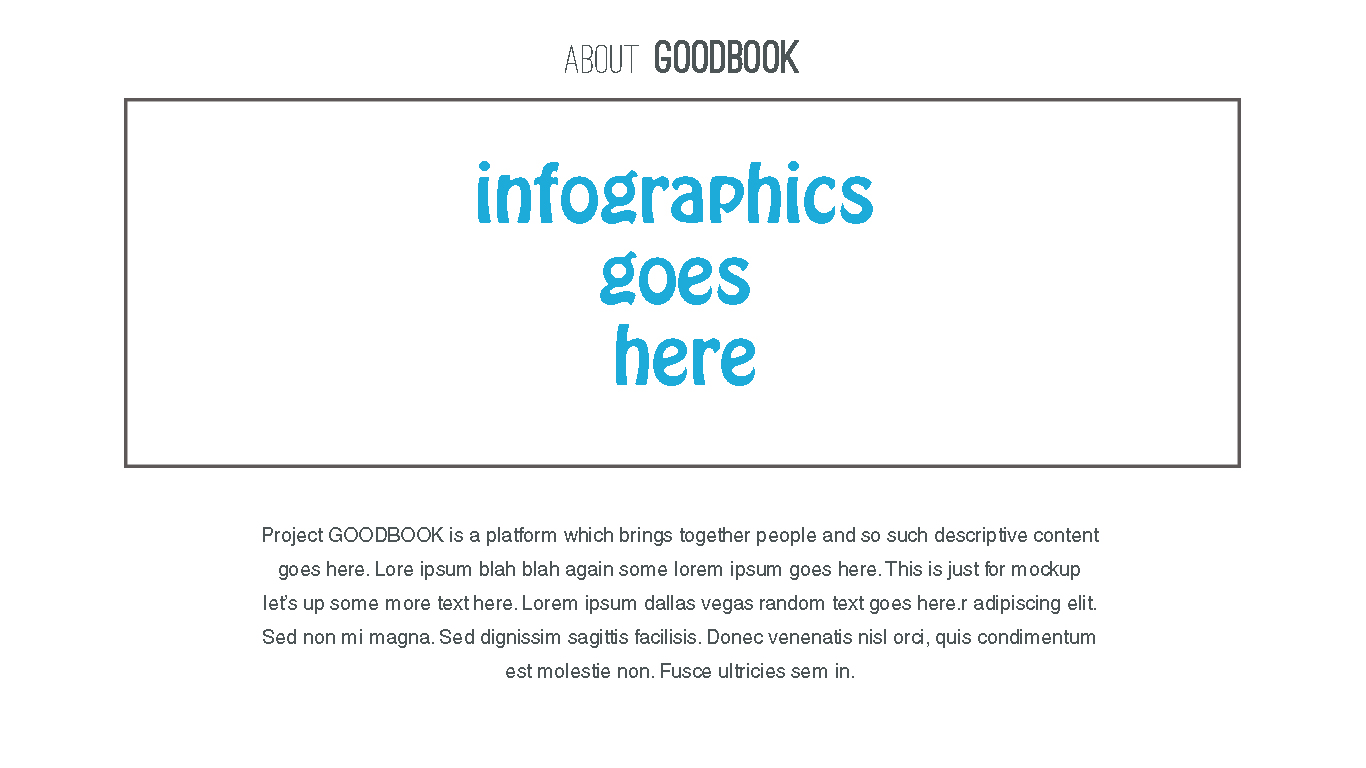 ABOUT GOODBOOK
infographics
goes
here
Project GOODBOOK is a platform which brings together people and so such descriptive content
goes here. Lore ipsum blah blah again some lorem ipsum goes here. This is just for mockup
let's up some more text here. Lorem ipsum dallas vegas random text goes here.r adipiscing elit.
Sed non mi magna. Sed dignissim sagittis facilisis. Donec venenatis nisl orci, quis condimentum
est molestie non. Fusce ultricies sem in.